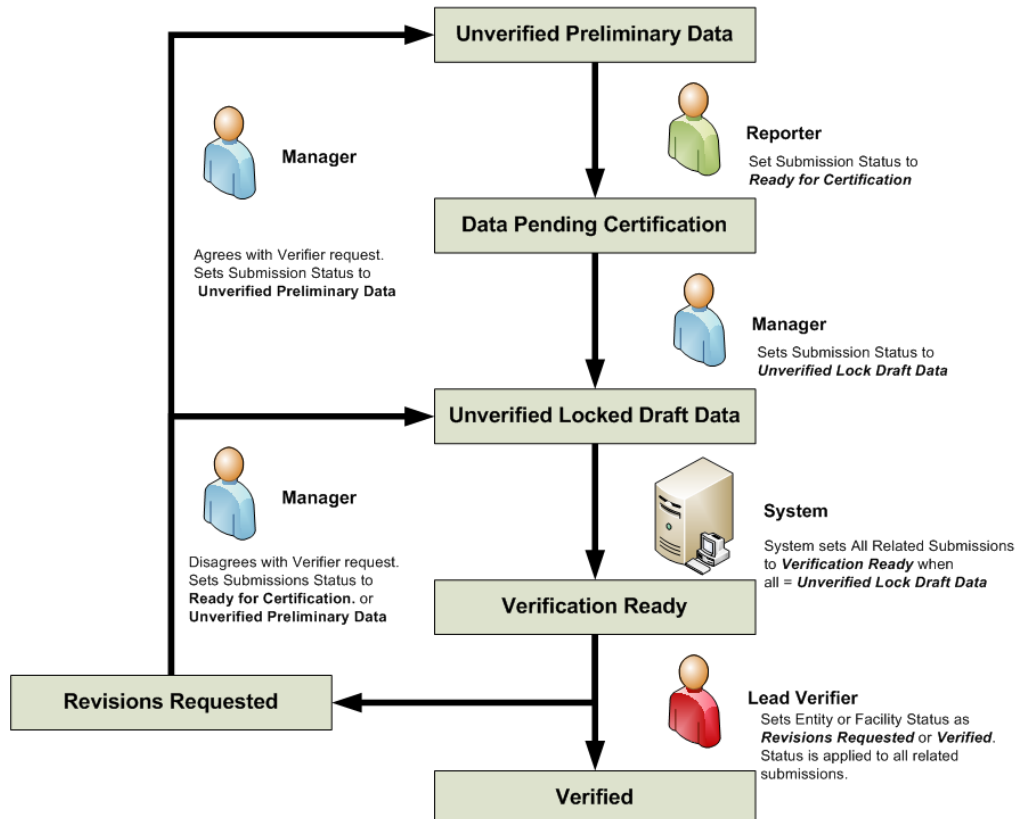 Unverified Preliminary Data
Reporter
Set Submission Status to
Ready for Certification
Manager
Agrees with Verifier request.
Sets Submission Status to
Unverified Preliminary Data
Data Pending Certification
Manager
Sets Submission Status to
Unverified Lock Draft Data
Unverified Locked Draft Data
Manager
Disagrees with Verifier request.
Sets Submissions Status to
Ready for Certification. or
Unverified Preliminary Data
System
System sets All Related Submissions
to Verification Ready when
all = Unverified Lock Draft Data
Verification Ready
Revisions Requested
Lead Verifier
Sets Entity or Facility Status as
Revisions Requested or Verified.
Status is applied to all related
submissions.
Verified